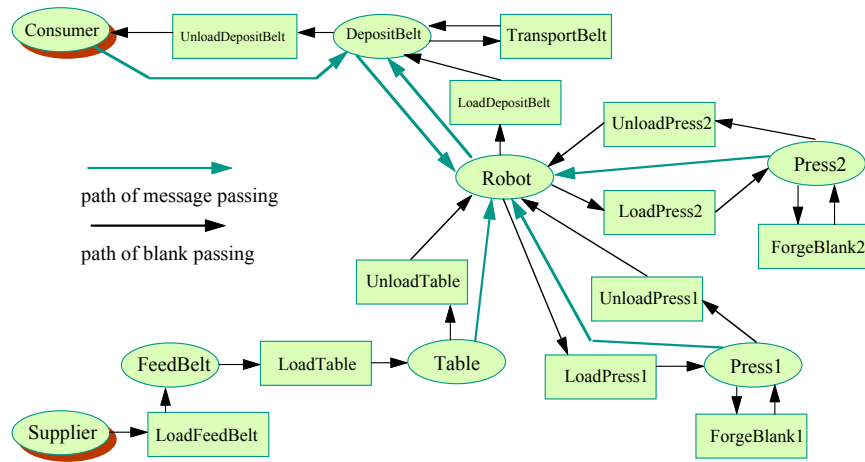 Consumer
UnloadDepositBelt
DepositBelt
TransportBelt
LoadDepositBelt
UnloadPress2
Press2
path of message passing
Robot
LoadPress2
path of blank passing
ForgeBlank2
UnloadTable
UnloadPress1
FeedBelt
LoadTable
Table
LoadPress1
Press1
Supplier
LoadFeedBelt
ForgeBlank1